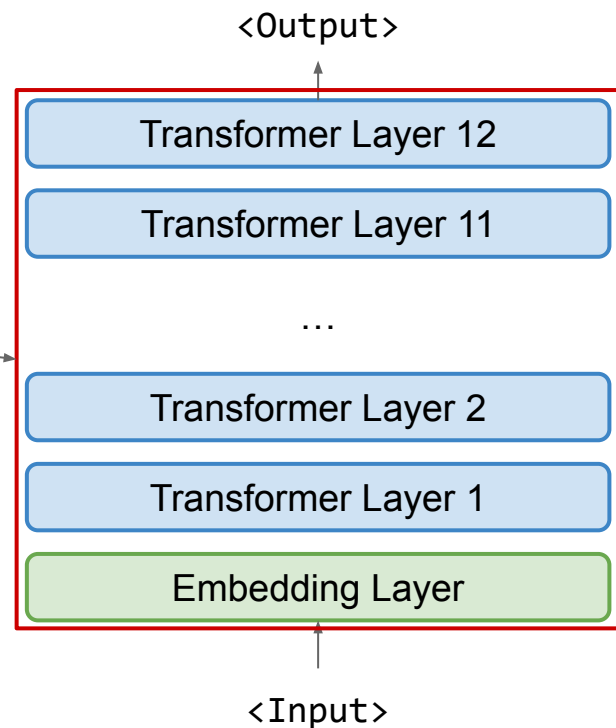 <Output>
Transformer Layer 12
Transformer Layer 11
...
Transformer Layer 2
Transformer Layer 1
Embedding Layer
<Input>